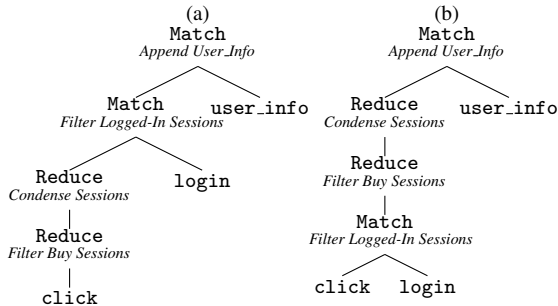 (a)
Match
Append User_Info
Match
Filter Logged-In Sessions
user_info
Reduce
Condense Sessions
login
Reduce
Filter Buy Sessions
click
(b)
Match
Append User_Info
Reduce
Condense Sessions
user_info
Reduce
Filter Buy Sessions
Match
Filter Logged-In Sessions
click login